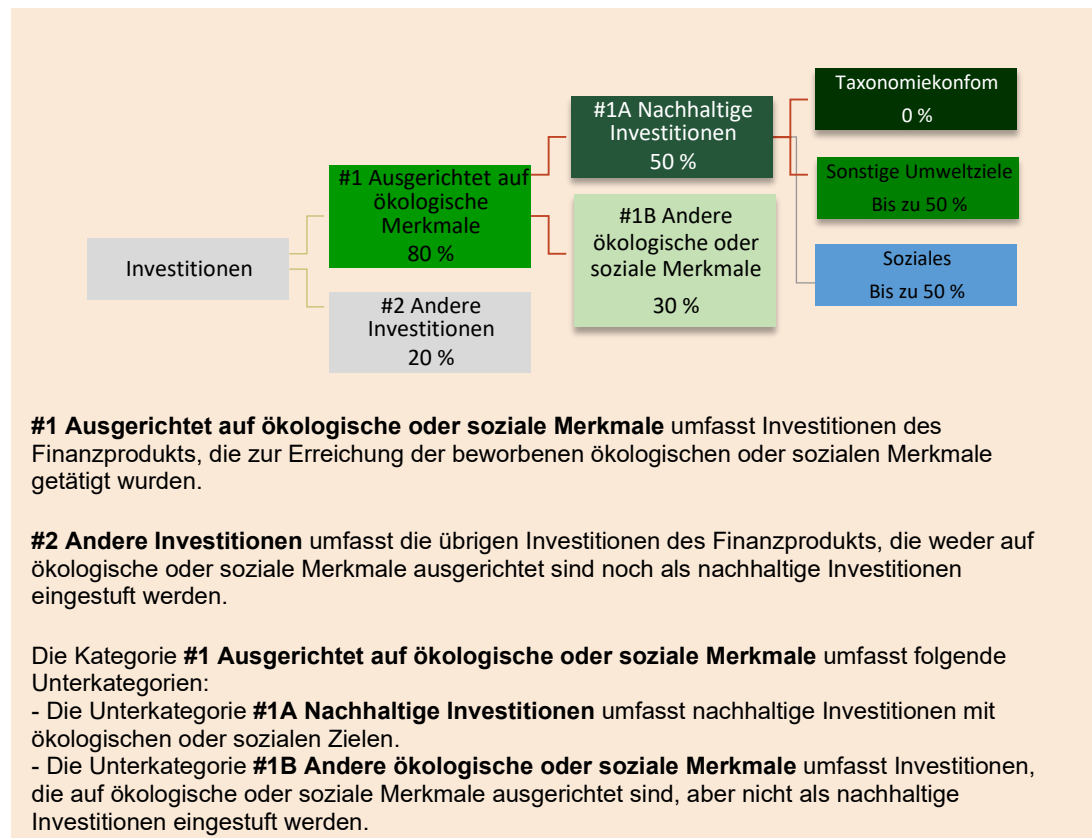 Investitionen
#1 Ausgerichtet auf
ökologische
Merkmale
80 %
#2 Andere
Investitionen
20 %
#1A Nachhaltige
Investitionen
50 %
#1B Andere
ökologische oder
soziale Merkmale
30 %
Taxonomiekonfom
0 %
Sonstige Umweltziele
Bis zu 50 %
Soziales
Bis zu 50 %
#1 Ausgerichtet auf ökologische oder soziale Merkmale umfasst Investitionen des
Finanzprodukts, die zur Erreichung der beworbenen ökologischen oder sozialen Merkmale
getätigt wurden.
#2 Andere Investitionen umfasst die übrigen Investitionen des Finanzprodukts, die weder auf
ökologische oder soziale Merkmale ausgerichtet sind noch als nachhaltige Investitionen
eingestuft werden.
Die Kategorie #1 Ausgerichtet auf ökologische oder soziale Merkmale umfasst folgende
Unterkategorien:
- Die Unterkategorie #1A Nachhaltige Investitionen umfasst nachhaltige Investitionen mit
ökologischen oder sozialen Zielen.
- Die Unterkategorie #1B Andere ökologische oder soziale Merkmale umfasst Investitionen,
die auf ökologische oder soziale Merkmale ausgerichtet sind, aber nicht als nachhaltige
Investitionen eingestuft werden.